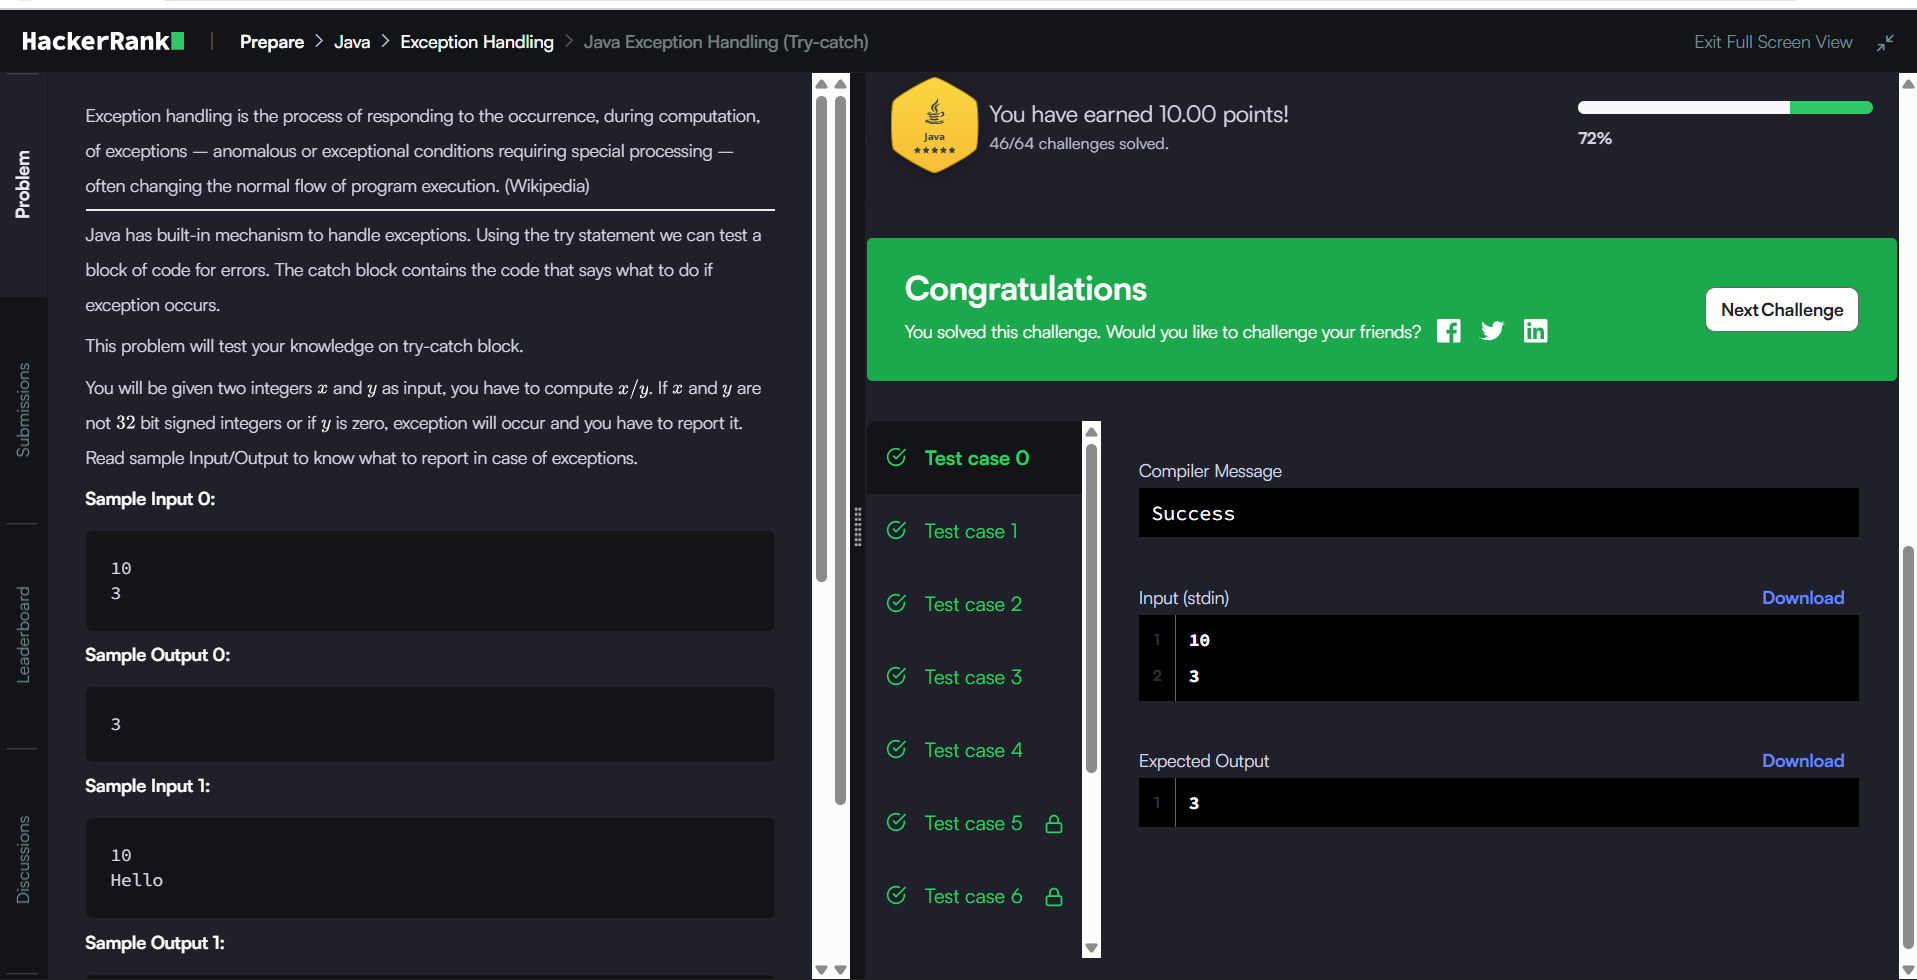 HackerRank | Prepare > Java > Exception Handling > Java Exception Handling (Try-catch)
Exit Full Screen View
Problem
Submissions
Leaderboard
Discussions
Exception handling is the process of responding to the occurrence, during computation,
of exceptions — anomalous or exceptional conditions requiring special processing —
often changing the normal flow of program execution. (Wikipedia)
Java has built-in mechanism to handle exceptions. Using the try statement we can test a
block of code for errors. The catch block contains the code that says what to do if
exception occurs.
This problem will test your knowledge on try-catch block.
You will be given two integers x and y as input, you have to compute x/y. If x and y are
not 32 bit signed integers or if y is zero, exception will occur and you have to report it.
Read sample Input/Output to know what to report in case of exceptions.
Sample Input 0:
10
3
Sample Output 0:
3
Sample Input 1:
10
Hello
Sample Output 1:
Java
You have earned 10.00 points!
46/64 challenges solved.
72%
Congratulations
You solved this challenge. Would you like to challenge your friends?
Next Challenge
Test case 0
Test case 1
Test case 2
Test case 3
Test case 4
Test case 5
Test case 6
Compiler Message
Success
Input (stdin)
Download
1 10
2 3
Expected Output
Download
1 3